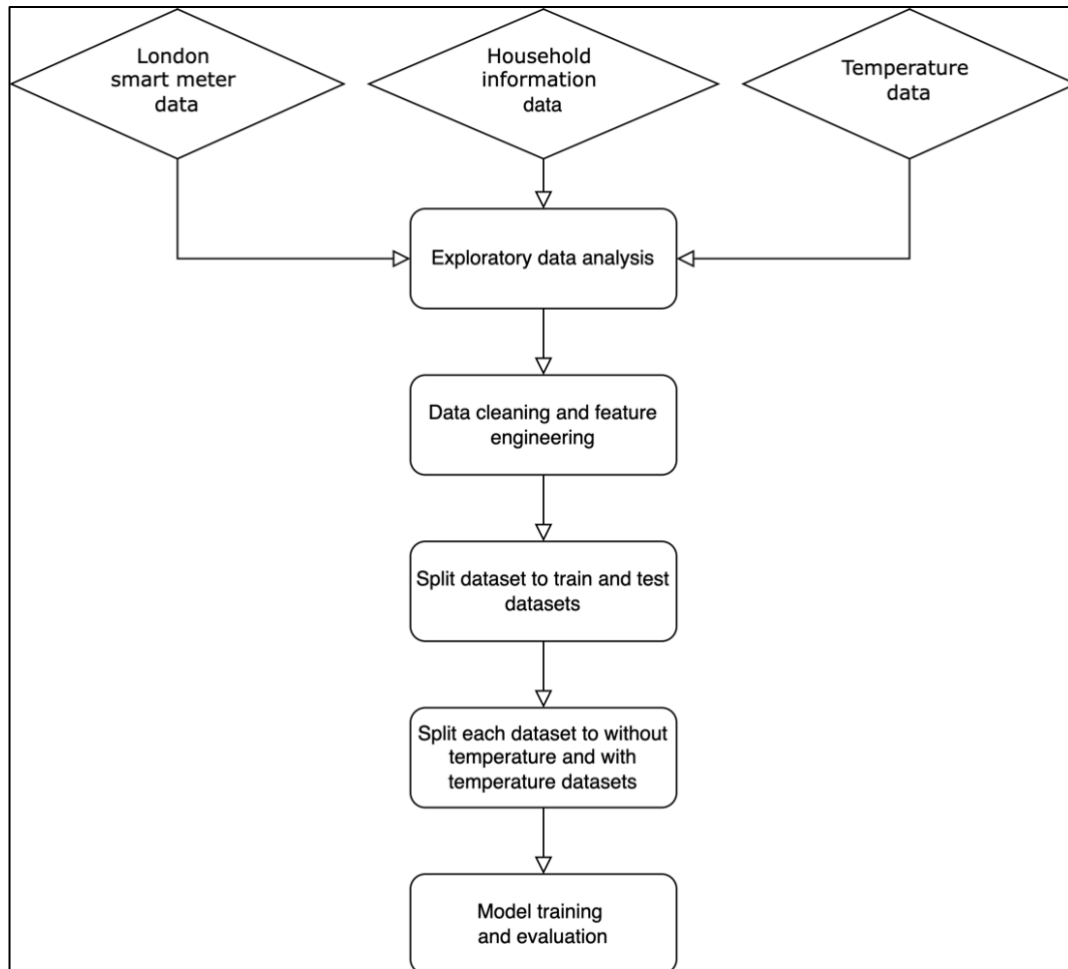 London
smart meter
data
Household
information
data
Temperature
data
Exploratory data analysis
Data cleaning and feature
engineering
Split dataset to train and test
datasets
Split each dataset to without
temperature and with
temperature datasets
Model training
and evaluation